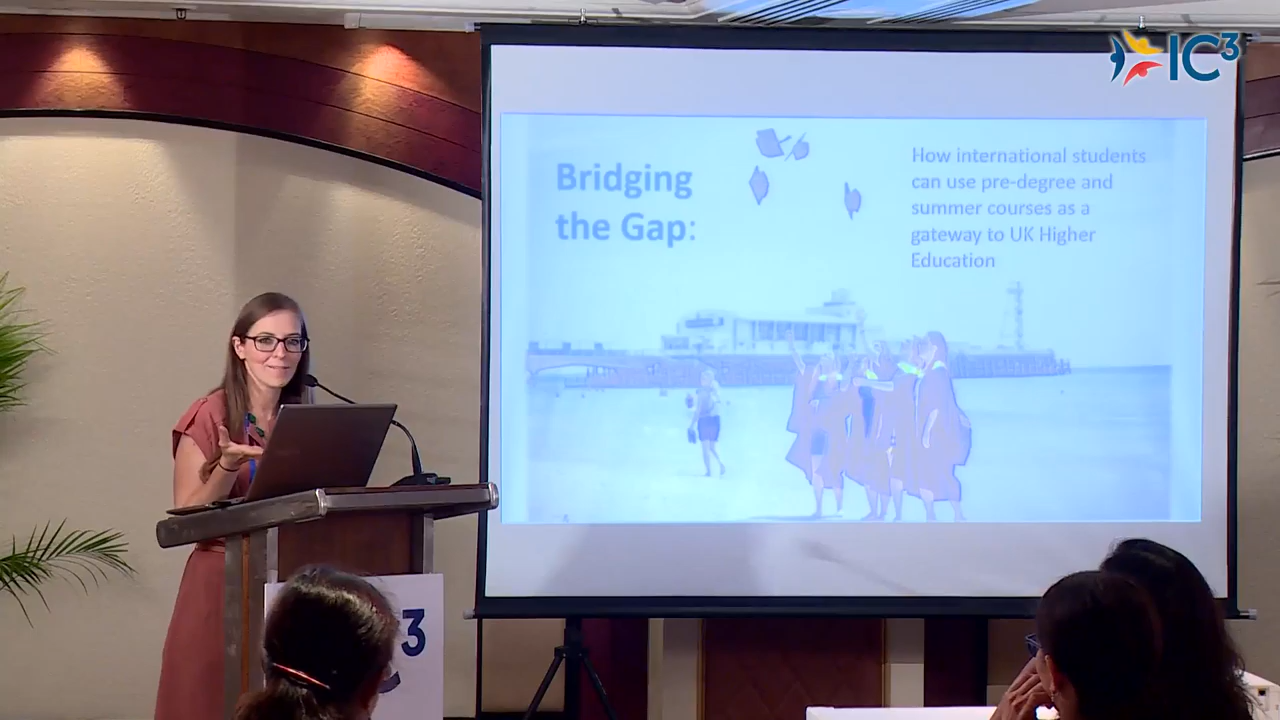 IC³
Bridging
the Gap:
How international students
can use pre-degree and
summer courses as a
gateway to UK Higher
Education
C³